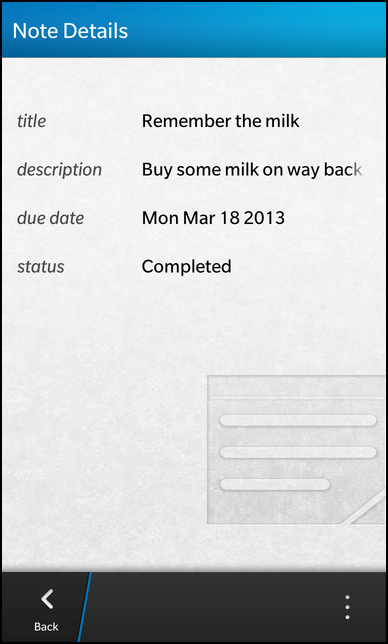 Note Details
title Remember the milk
description Buy some milk on way back
due date Mon Mar 18 2013
status Completed
Back